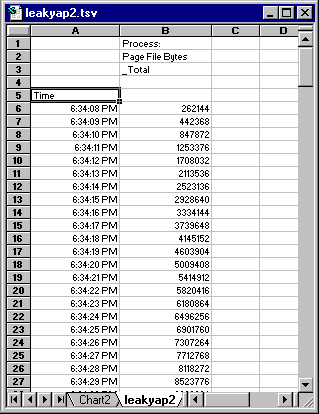 leakyap2.tsv
A B C D
1 Process:
2 Page File Bytes
3 _Total
4
5 Time
6 6:34:08 PM 262144
7 6:34:09 PM 442368
8 6:34:10 PM 847872
9 6:34:11 PM 1253376
10 6:34:12 PM 1708032
11 6:34:13 PM 2113536
12 6:34:14 PM 2523136
13 6:34:15 PM 2928640
14 6:34:16 PM 3334144
15 6:34:17 PM 3739648
16 6:34:18 PM 4145152
17 6:34:19 PM 4603904
18 6:34:20 PM 5009408
19 6:34:21 PM 5414912
20 6:34:22 PM 5820416
21 6:34:23 PM 6180864
22 6:34:24 PM 6496256
23 6:34:25 PM 6901760
24 6:34:26 PM 7307264
25 6:34:27 PM 7712768
26 6:34:28 PM 8118272
27 6:34:29 PM 8523776
Chart2 leakyap2